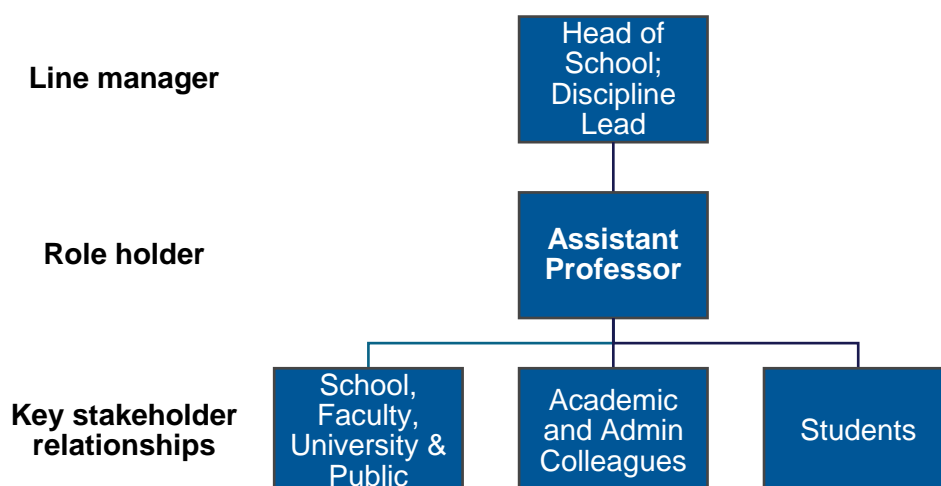 Line manager
Head of
School;
Discipline
Lead
Role holder
Assistant
Professor
Key stakeholder
relationships
School,
Faculty,
University &
Public
Academic
and Admin
Colleagues
Students